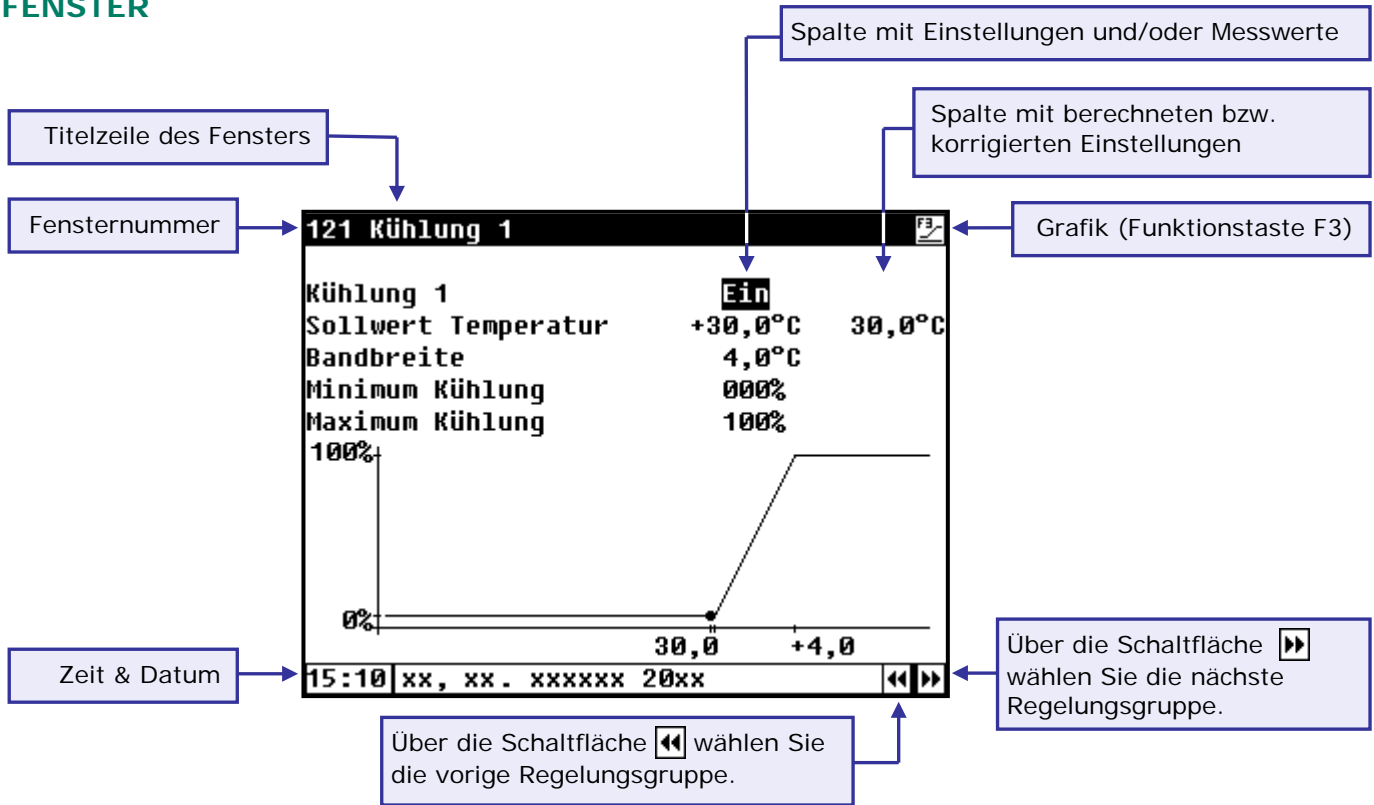 FENSTER
Spalte mit Einstellungen und/oder Messwerte
Spalte mit berechneten bzw.
korrigierten Einstellungen
Titelzeile des Fensters
Fensternummer
Grafik (Funktionstaste F3)
121 Kühlung 1
F3
Kühlung 1 Ein
Sollwert Temperatur +30,0°C 30,0°C
Bandbreite 4,0°C
Minimum Kühlung 000%
Maximum Kühlung 100%
100%
0%
30,0 +4,0
Zeit & Datum
15:10 xx, xx. xxxxxx 20xx
Über die Schaltfläche
wählen Sie die nächste
Regelungsgruppe.
Über die Schaltfläche wählen Sie
die vorige Regelungsgruppe.